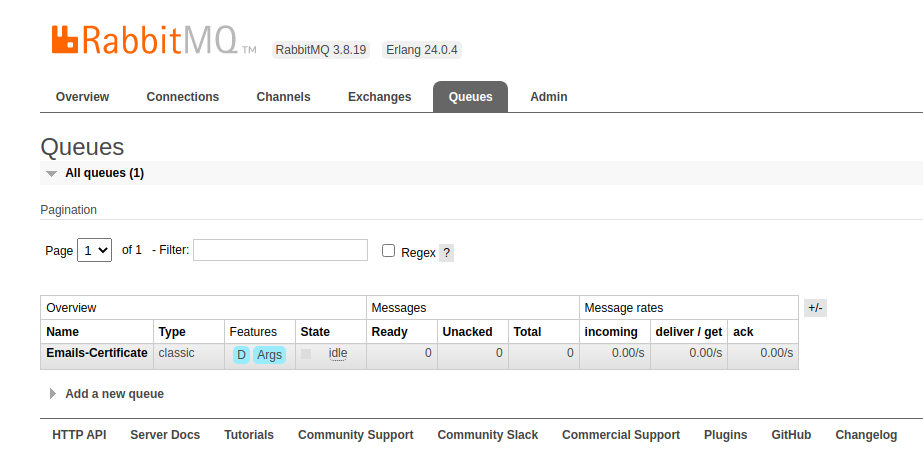 RabbitMQ TM RabbitMQ 3.8.19 Erlang 24.0.4
Overview Connections Channels Exchanges Queues Admin
Queues
All queues (1)
Pagination
Page 1 of 1 - Filter: Regex ?
Overview Messages Message rates +/-
Name Type Features State Ready Unacked Total incoming deliver / get ack
Emails-Certificate classic D Args idle 0 0 0 0.00/s 0.00/s 0.00/s
Add a new queue
HTTP API Server Docs Tutorials Community Support Community Slack Commercial Support Plugins GitHub Changelog